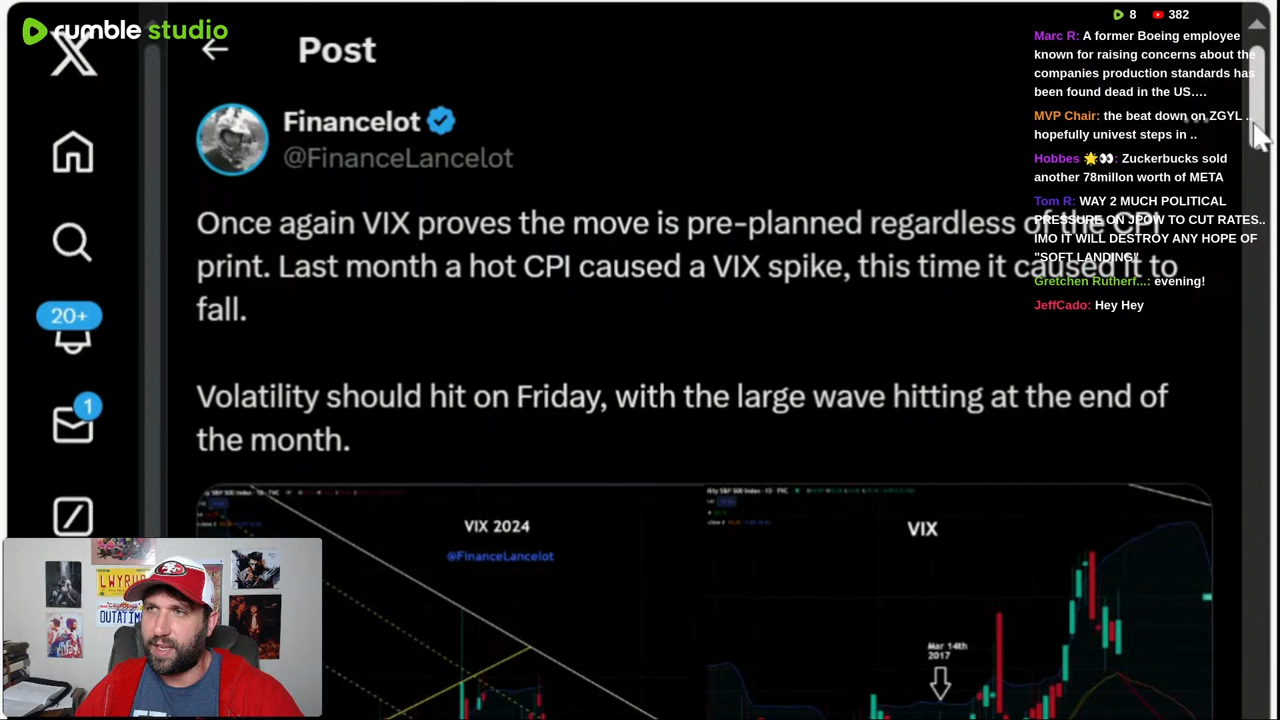 rumble studio
8 382
Post
Financelot
@FinanceLancelot
Once again VIX proves the move is pre-planned regardless of the CPI
print. Last month a hot CPI caused a VIX spike, this time it caused it to
fall.
Volatility should hit on Friday, with the large wave hitting at the end of
the month.
20+
1
VIX 2024
@FinanceLancelot
VIX
Mar 14th
2017
Marc R: A former Boeing employee
known for raising concerns about the
companies production standards has
been found dead in the US....
MVP Chair: the beat down on ZGYL ..
hopefully univest steps in ..
Hobbes 🌟👀: Zuckerbucks sold
another 78millon worth of META
Tom R: WAY 2 MUCH POLITICAL
PRESSURE ON JPOW TO CUT RATES..
IMO IT WILL DESTROY ANY HOPE OF
"SOFT LANDING"
Gretchen Rutherf...: evening!
JeffCado: Hey Hey
LWYRUP
OUTATIM